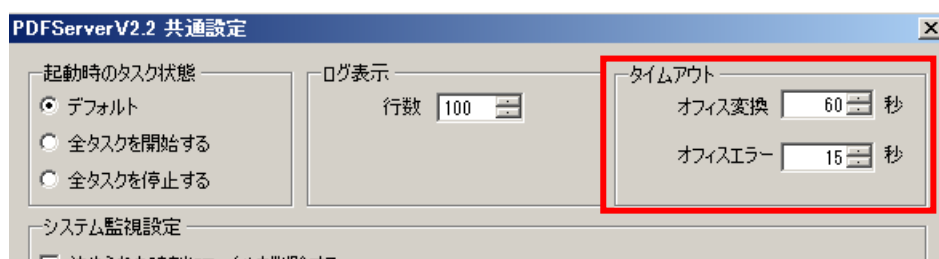 PDFServerV2.2 共通設定
起動時のタスク状態
デフォルト
全タスクを開始する
全タスクを停止する
ログ表示
行数 100
タイムアウト
オフィス変換 60 秒
オフィスエラー 15 秒
システム監視設定